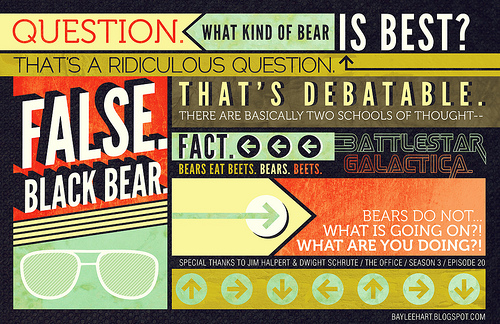 QUESTION. WHAT KIND OF BEAR IS BEST?
THAT'S A RIDICULOUS QUESTION.
FALSE.
BLACK BEAR.
THAT'S DEBATABLE.
THERE ARE BASICALLY TWO SCHOOLS OF THOUGHT--
FACT.
BEARS EAT BEETS. BEARS. BEETS.
BATTLESTAR
GALACTICA.
BEARS DO NOT...
WHAT IS GOING ON?!
WHAT ARE YOU DOING?!
SPECIAL THANKS TO JIM HALPERT & DWIGHT SCHRUTE / THE OFFICE / SEASON 3 / EPISODE 20
BAYLEEHART.BLOGSPOT.COM